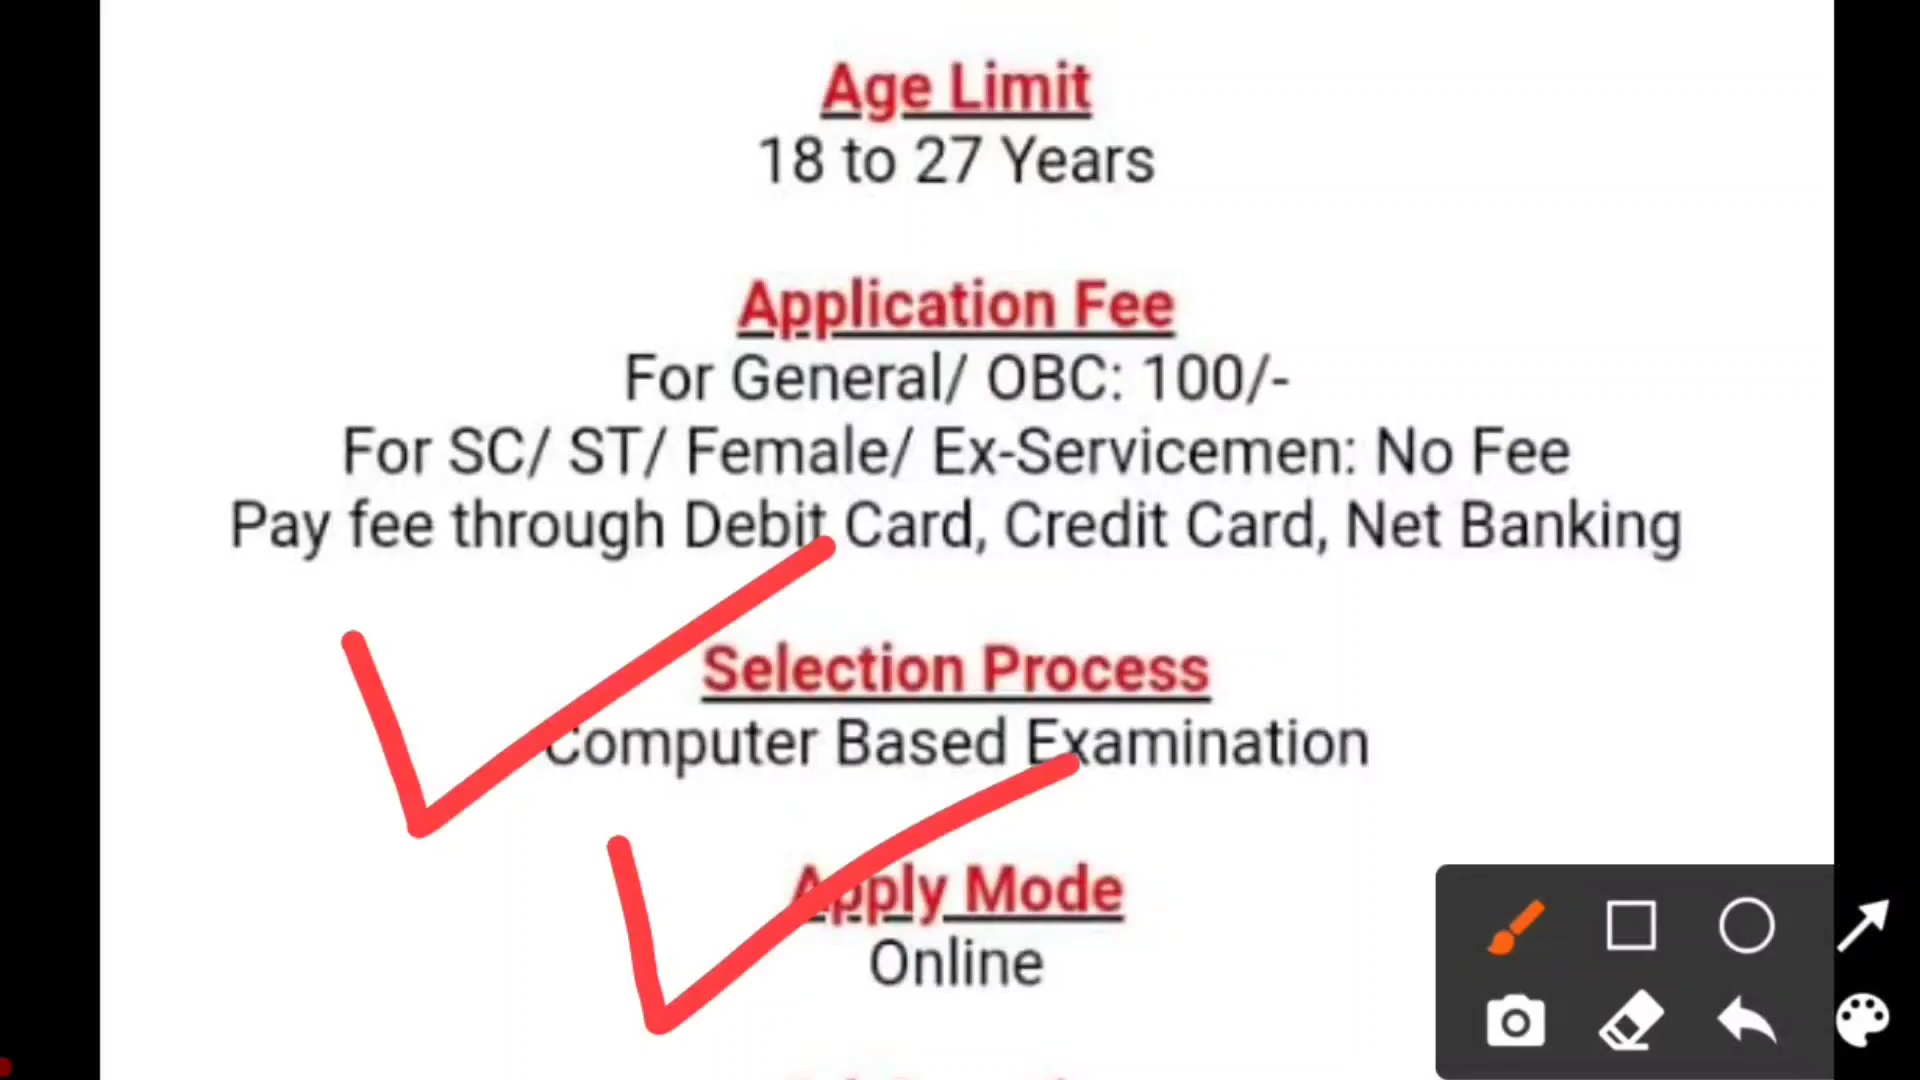 Age Limit
18 to 27 Years
Application Fee
For General/ OBC: 100/-
For SC/ ST/ Female/ Ex-Servicemen: No Fee
Pay fee through Debit Card, Credit Card, Net Banking
Selection Process
Computer Based Examination
Apply Mode
Online